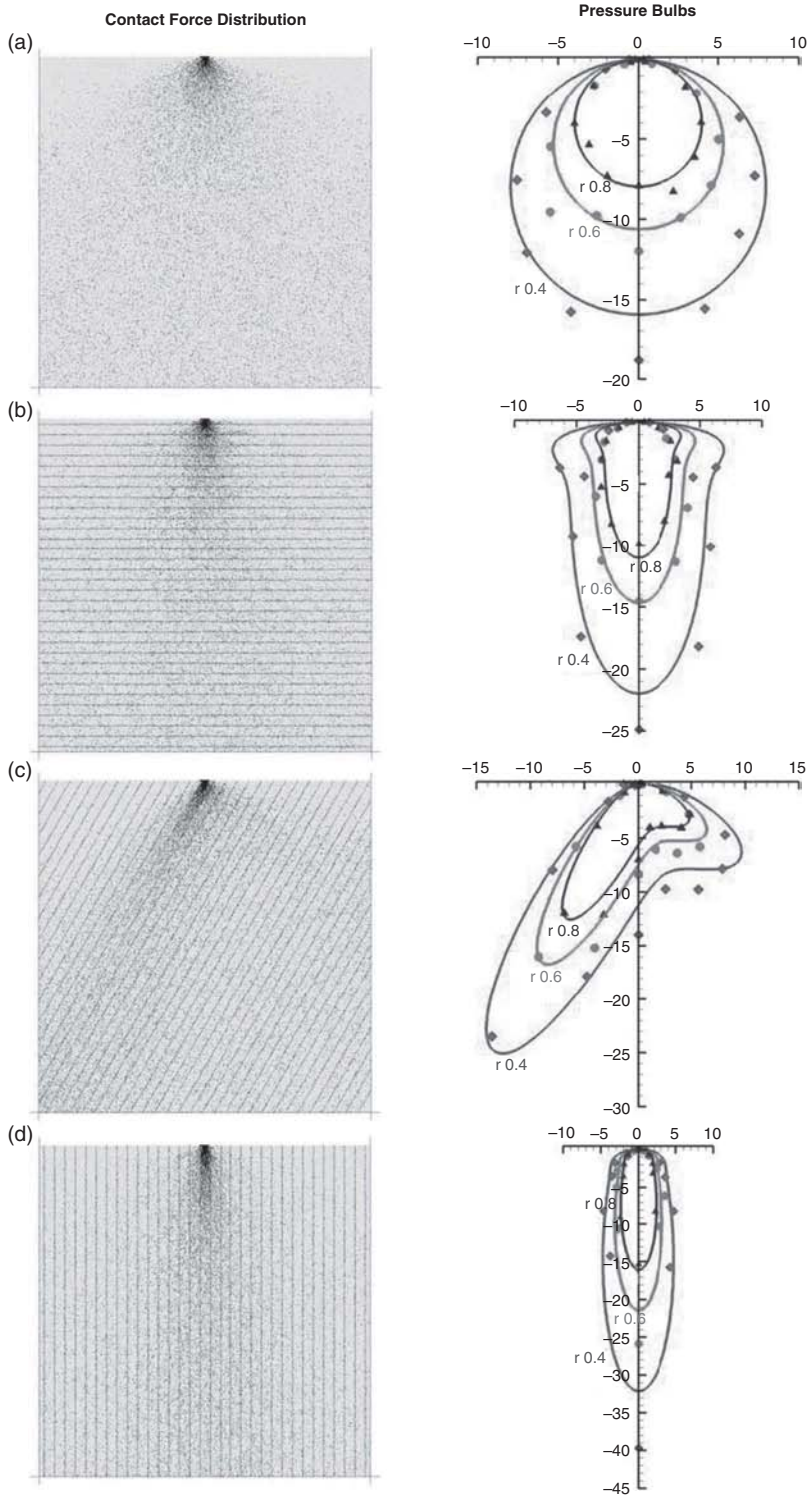 Contact Force Distribution
Pressure Bulbs
(a)
–10 –5 0 5 10
–5
r 0.8
–10
r 0.6
r 0.4
–15
–20
(b)
–10 –5 0 5 10
–5
–10
r 0.8
r 0.6
–15
r 0.4
–20
–25
(c)
–15 –10 –5 0 5 10 15
–5
–10
r 0.8
–15
r 0.6
–20
–25
r 0.4
–30
(d)
–10 –5 0 5 10
–5
r 0.8
–10
–15
–20
r 0.6
–25
r 0.4
–30
–35
–40
–45